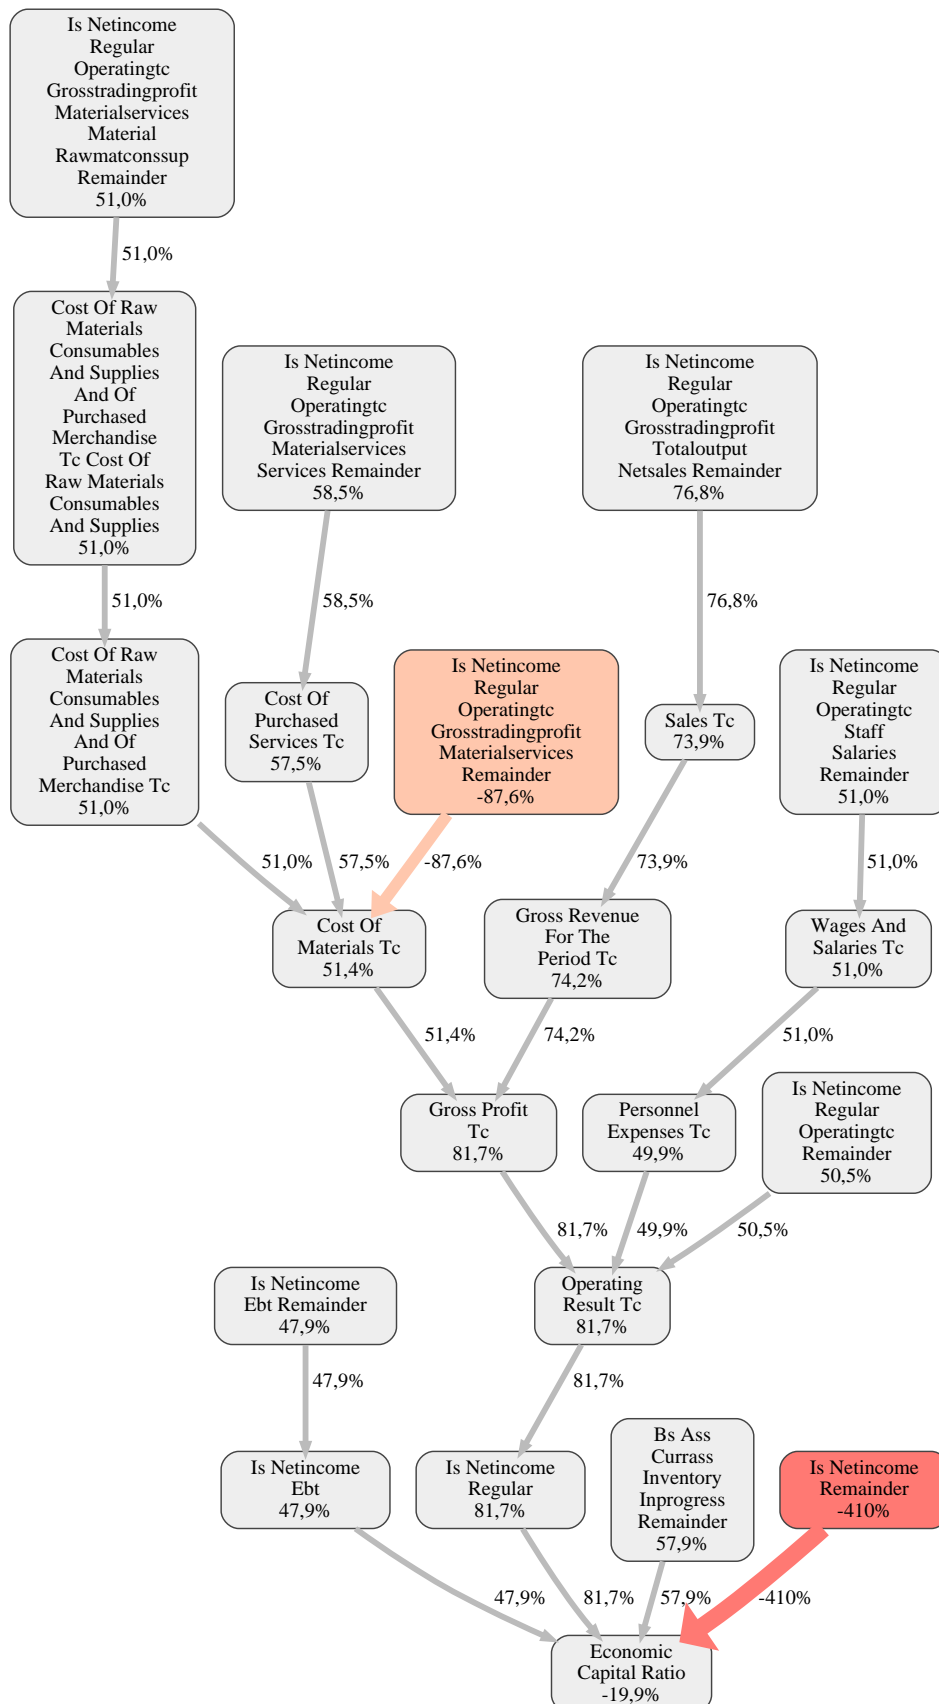 Is Netincome
Regular
Operatingtc
Grosstradingprofit
Materialservices
Material
Rawmatconssup
Remainder
51,0%
51,0%
Cost Of Raw
Materials
Consumables
And Supplies
And Of
Purchased
Merchandise
Tc Cost Of
Raw Materials
Consumables
And Supplies
51,0%
Is Netincome
Regular
Operatingtc
Grosstradingprofit
Materialservices
Services Remainder
58,5%
Is Netincome
Regular
Operatingtc
Grosstradingprofit
Totaloutput
Netsales Remainder
76,8%
51,0%
58,5%
76,8%
Cost Of Raw
Materials
Consumables
And Supplies
And Of
Purchased
Merchandise Tc
51,0%
Cost Of
Purchased
Services Tc
57,5%
Is Netincome
Regular
Operatingtc
Grosstradingprofit
Materialservices
Remainder
-87,6%
Sales Tc
73,9%
Is Netincome
Regular
Operatingtc
Staff
Salaries
Remainder
51,0%
51,0%
57,5%
-87,6%
73,9%
51,0%
Cost Of
Materials Tc
51,4%
Gross Revenue
For The
Period Tc
74,2%
Wages And
Salaries Tc
51,0%
51,4%
74,2%
51,0%
Gross Profit
Tc
81,7%
Personnel
Expenses Tc
49,9%
Is Netincome
Regular
Operatingtc
Remainder
50,5%
81,7%
49,9%
50,5%
Is Netincome
Ebt Remainder
47,9%
Operating
Result Tc
81,7%
47,9%
81,7%
Is Netincome
Ebt
47,9%
Is Netincome
Regular
81,7%
Bs Ass
Currass
Inventory
Inprogress
Remainder
57,9%
Is Netincome
Remainder
-410%
47,9%
81,7%
57,9%
-410%
Economic
Capital Ratio
-19,9%